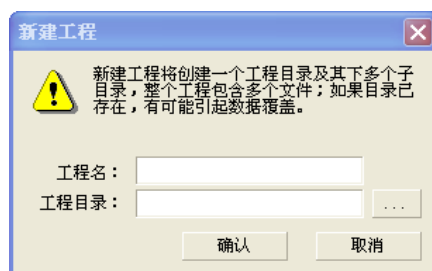 新建工程
新建工程将创建一个工程目录及其下多个子
目录，整个工程包含多个文件；如果目录已
存在，有可能引起数据覆盖。
工程名：
工程目录：
...
确认 取消